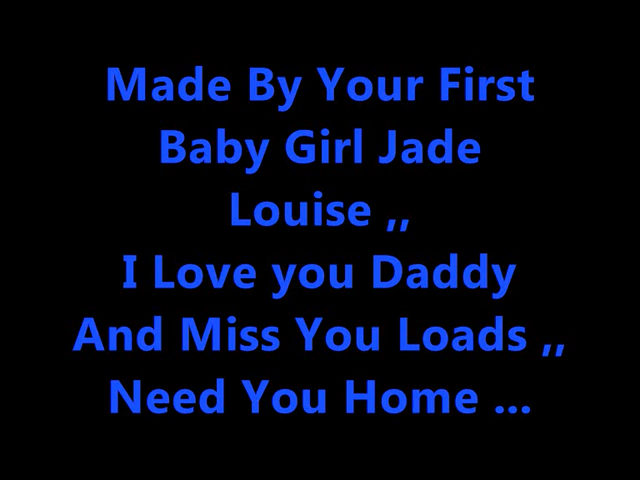 Made By Your First
Baby Girl Jade
Louise ,,
I Love you Daddy
And Miss You Loads ,,
Need You Home ...